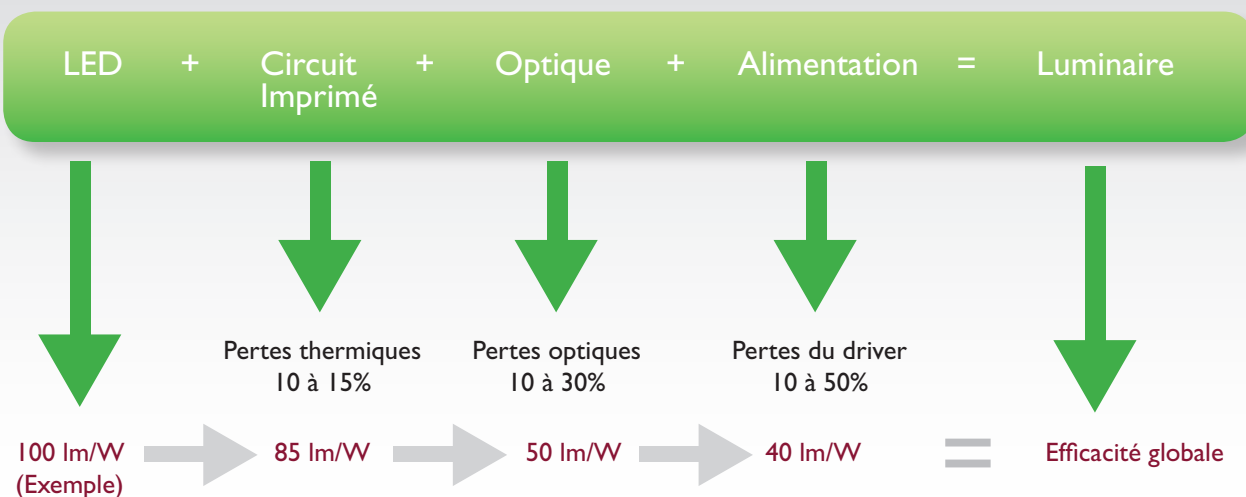 LED + Circuit Imprimé + Optique + Alimentation = Luminaire
Pertes thermiques
10 à 15%
Pertes optiques
10 à 30%
Pertes du driver
10 à 50%
100 lm/W
(Exemple)
85 lm/W
50 lm/W
40 lm/W
=
Efficacité globale